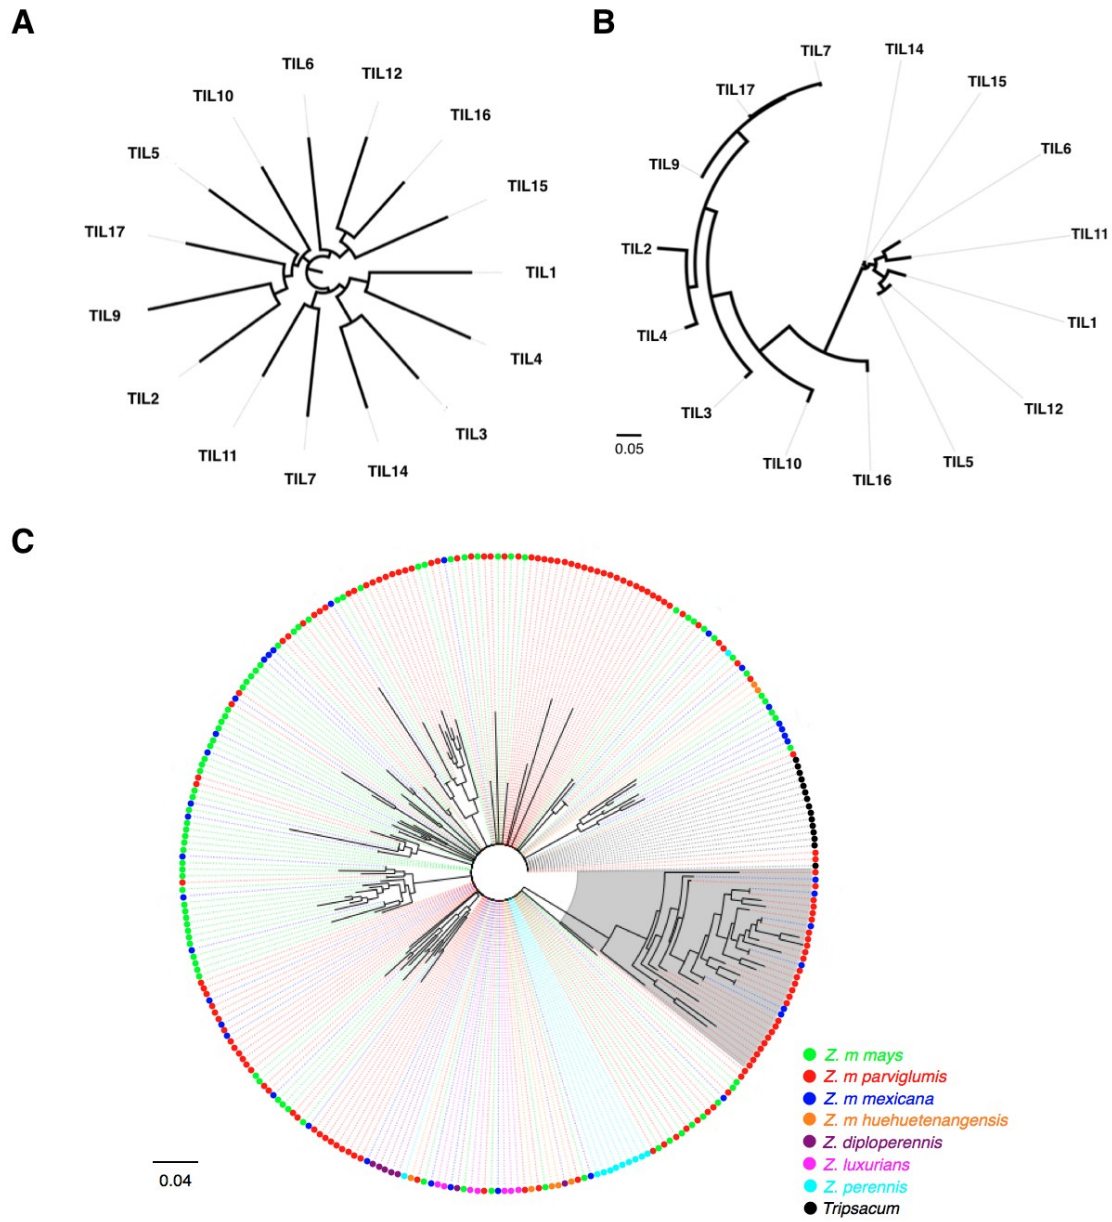 A
B
TIL6
TIL12
TIL10
TIL16
TIL5
TIL15
TIL17
TIL1
TIL9
TIL4
TIL2
TIL3
TIL11
TIL14
TIL7
TIL7
TIL14
TIL17
TIL15
TIL6
TIL9
TIL11
TIL2
TIL4
TIL1
TIL3
TIL12
0.05
TIL10
TIL16
TIL5
C
Z. m mays
Z. m parviglumis
Z. m mexicana
Z. m huehuetenangensis
Z. diploperennis
Z. luxurians
Z. perennis
Tripsacum
0.04